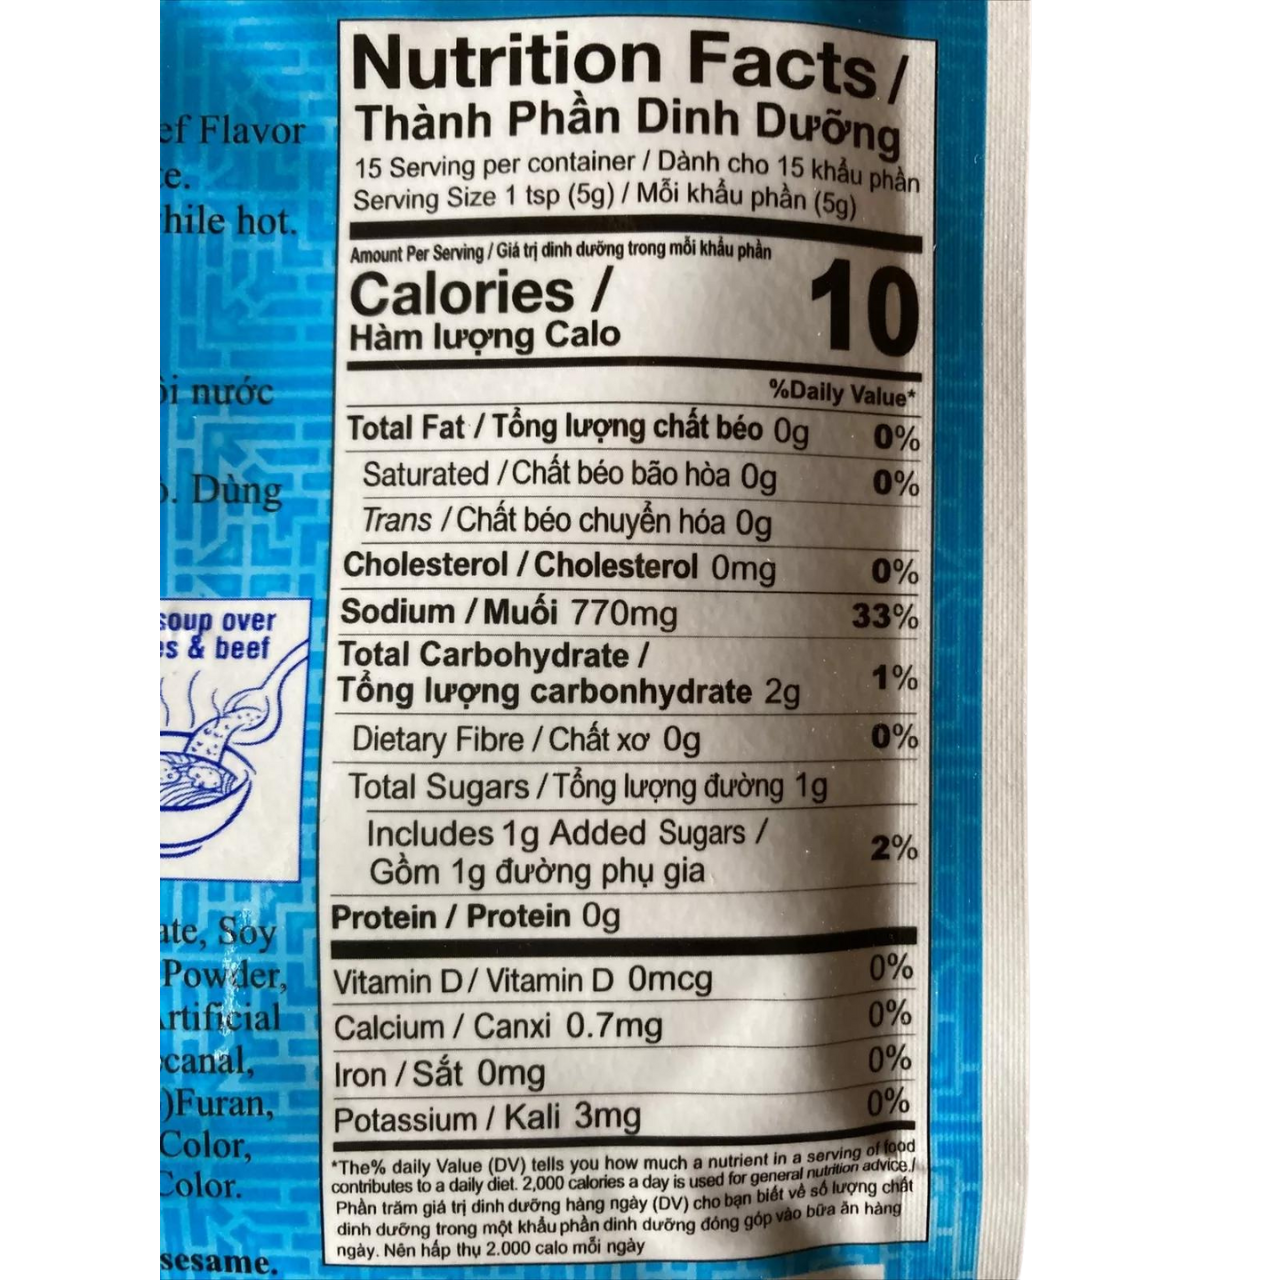 ef Flavor
e.
hile hot.
ồi nước
o. Dùng
soup over
es & beef
ate, Soy
Powder,
Artificial
canal,
)Furan,
Color,
Color.
sesame.
Nutrition Facts /
Thành Phần Dinh Dưỡng
15 Serving per container / Dành cho 15 khẩu phần
Serving Size 1 tsp (5g) / Mỗi khẩu phần (5g)
Amount Per Serving / Giá trị dinh dưỡng trong mỗi khẩu phần
Calories / 10
Hàm lượng Calo
%Daily Value*
Total Fat / Tổng lượng chất béo 0g 0%
Saturated / Chất béo bão hòa 0g 0%
Trans / Chất béo chuyển hóa 0g
Cholesterol / Cholesterol 0mg 0%
Sodium / Muối 770mg 33%
Total Carbohydrate /
Tổng lượng carbonhydrate 2g 1%
Dietary Fibre / Chất xơ 0g 0%
Total Sugars / Tổng lượng đường 1g
Includes 1g Added Sugars /
Gồm 1g đường phụ gia 2%
Protein / Protein 0g
Vitamin D / Vitamin D 0mcg 0%
Calcium / Canxi 0.7mg 0%
Iron / Sắt 0mg 0%
Potassium / Kali 3mg 0%
*The% daily Value (DV) tells you how much a nutrient in a serving of food
contributes to a daily diet. 2,000 calories a day is used for general nutrition advice./
Phần trăm giá trị dinh dưỡng hàng ngày (DV) cho bạn biết về số lượng chất
dinh dưỡng trong một khẩu phần dinh dưỡng đóng góp vào bữa ăn hàng
ngày. Nên hấp thụ 2.000 calo mỗi ngày